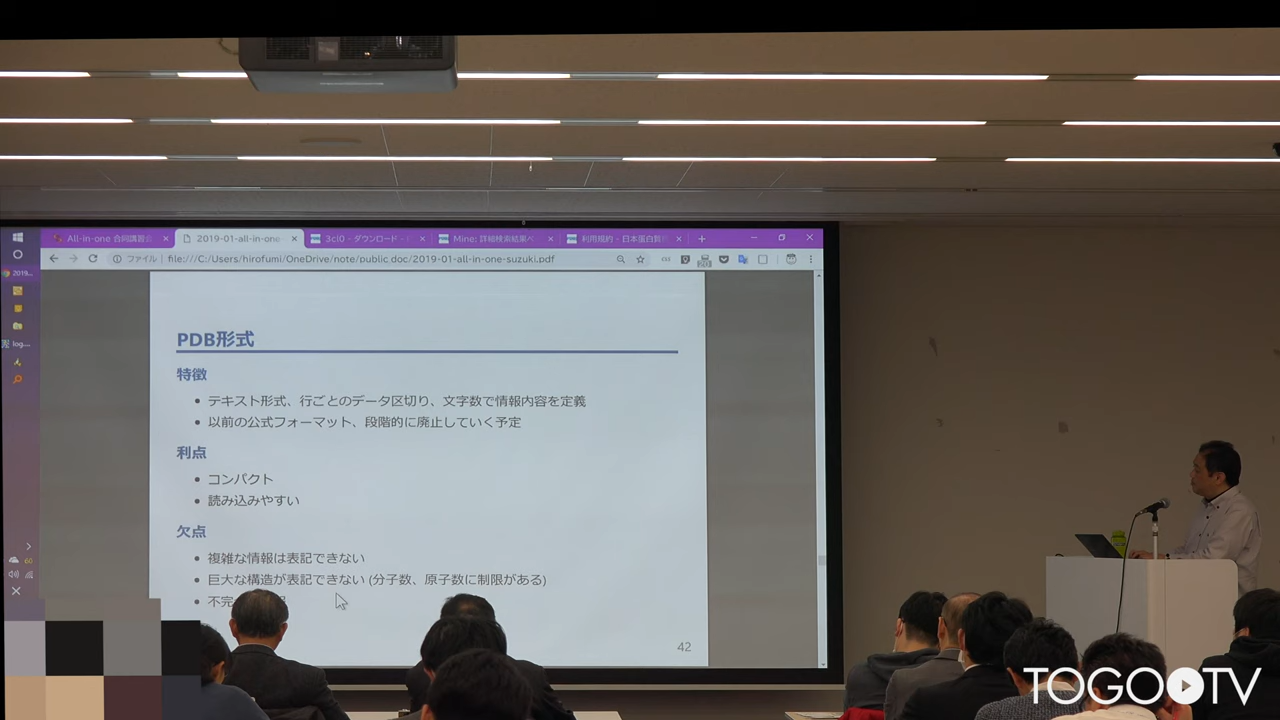 All-in-one 合同講習会
2019-01-all-in-one-
3ci0 - ダウンロード -
Mine: 詳細検索結果ペ
利用規約 - 日本蛋白質
ファイル
file:///C:/Users/hirofumi/OneDrive/note/public.doc/2019-01-all-in-one-suzuki.pdf
2019...
log...
60
PDB形式
特徴
• テキスト形式、行ごとのデータ区切り、文字数で情報内容を定義
• 以前の公式フォーマット、段階的に廃止していく予定
利点
• コンパクト
• 読み込みやすい
欠点
• 複雑な情報は表記できない
• 巨大な構造が表記できない (分子数、原子数に制限がある)
• 不完
42
TOGO TV